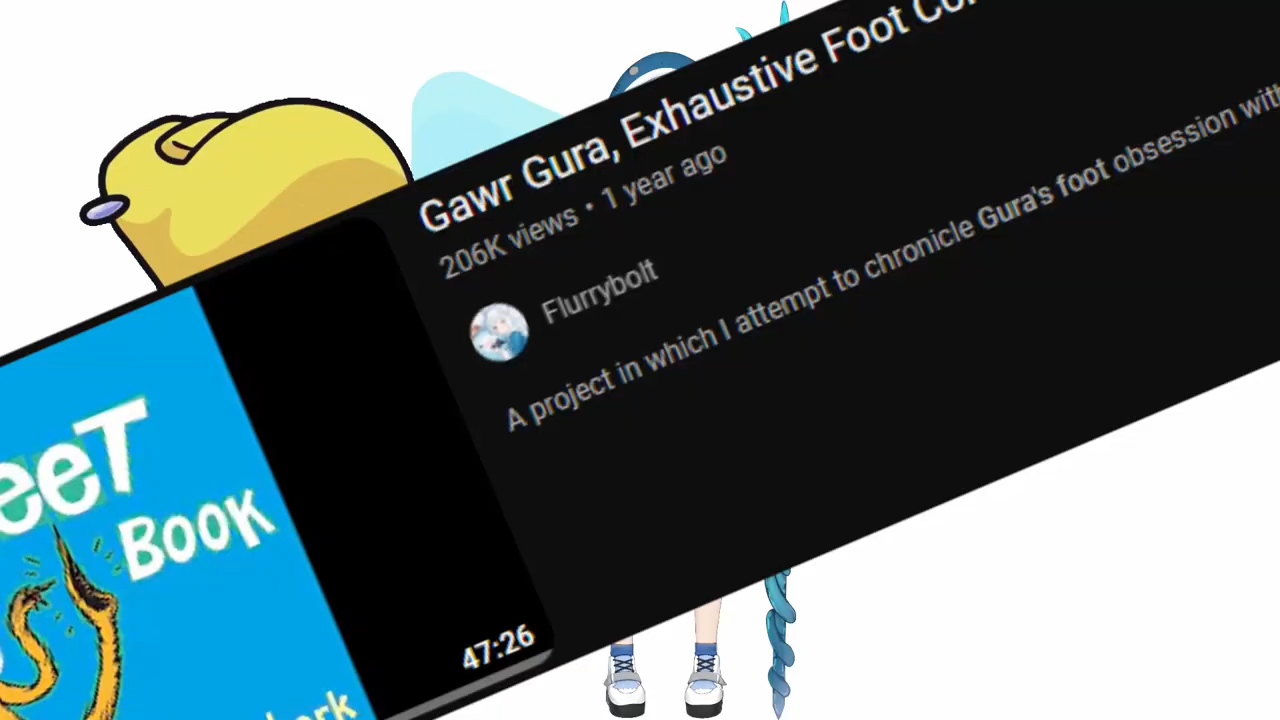 Gawr Gura, Exhaustive Foot
206K views • 1 year ago
Flurrybolt
A project in which I attempt to chronicle Gura's foot obsession
BOOK
47:26